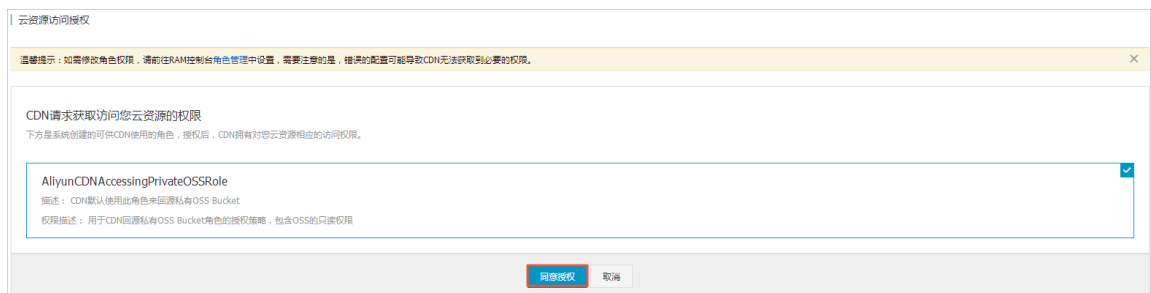 云资源访问授权
温馨提示：如需修改角色权限，请前往RAM控制台角色管理中设置，需要注意的是，错误的配置可能导致CDN无法获取到必要的权限。
CDN请求获取访问您云资源的权限
下方是系统创建的可供CDN使用的角色，授权后，CDN拥有对您云资源相应的访问权限。
AliyunCDNAccessingPrivateOSSRole
描述： CDN默认使用此角色来回源私有OSS Bucket
权限描述： 用于CDN回源私有OSS Bucket角色的授权策略，包含OSS的只读权限
同意授权 取消